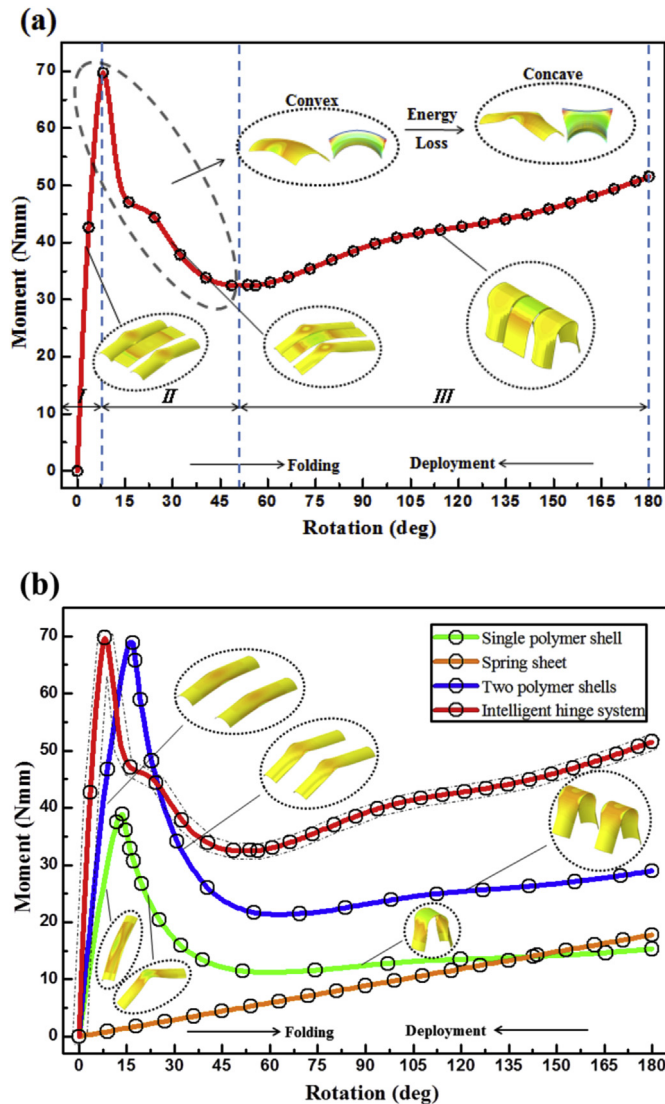 (a)
70
60
50
40
30
20
10
0
Moment (Nmm)
Convex
Energy
Loss
Concave
I
II
III
Folding
Deployment
0 15 30 45 60 75 90 105 120 135 150 165 180
Rotation (deg)
(b)
70
60
50
40
30
20
10
0
Moment (Nmm)
Single polymer shell
Spring sheet
Two polymer shells
Intelligent hinge system
Folding
Deployment
0 15 30 45 60 75 90 105 120 135 150 165 180
Rotation (deg)